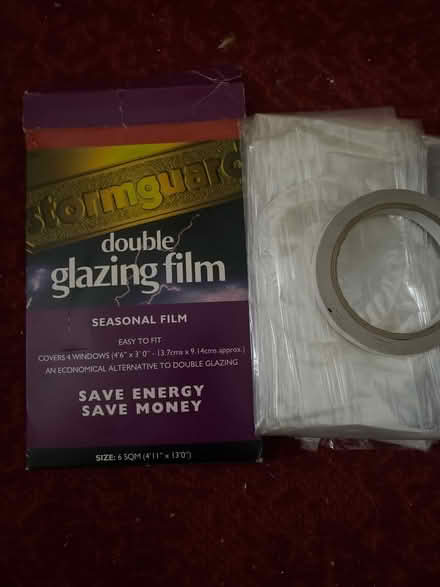 stormguard
double
glazing film
SEASONAL FILM
EASY TO FIT
COVERS 4 WINDOWS (4'6" x 3' 0" - 13.7cms x 9.14cms approx.)
AN ECONOMICAL ALTERNATIVE TO DOUBLE GLAZING
SAVE ENERGY
SAVE MONEY
SIZE: 6 SQM (4'11" x 13'0")